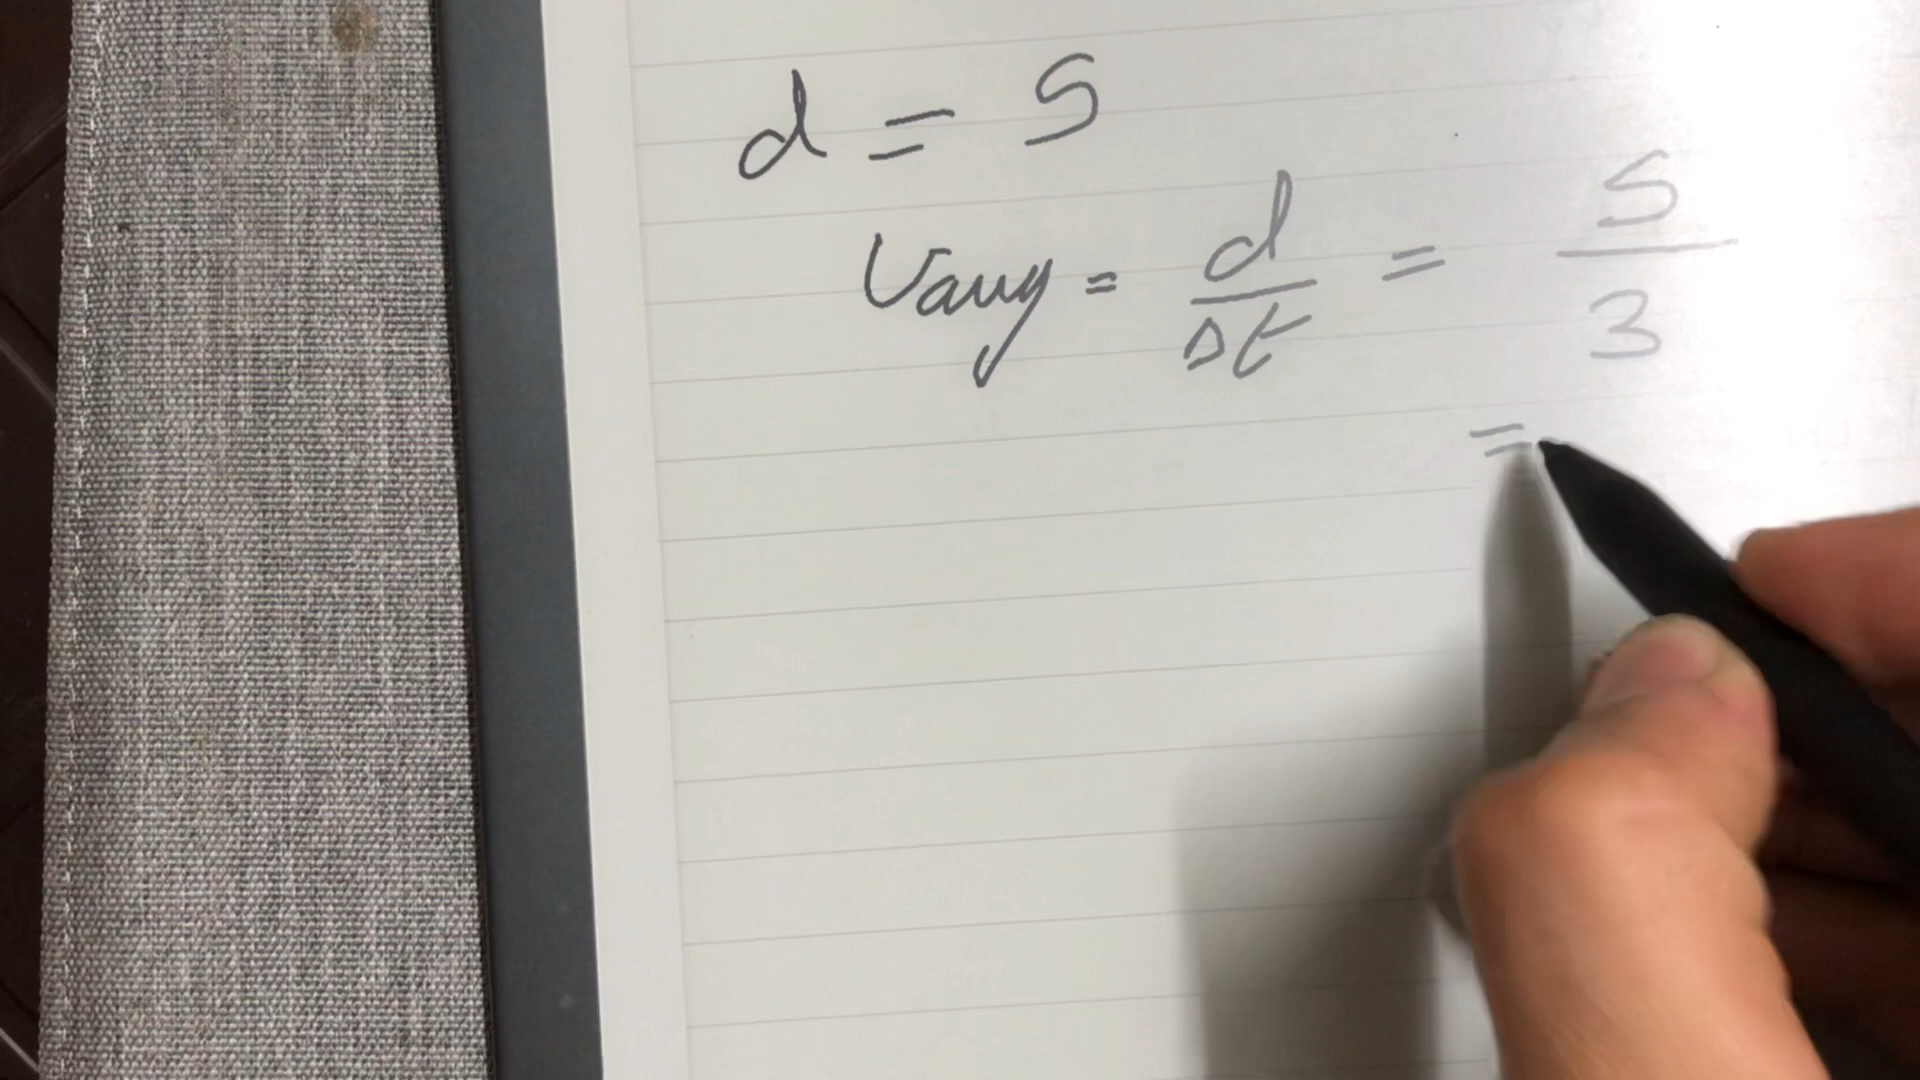 d = 5
Vavg = d/Δt = 5/3
=